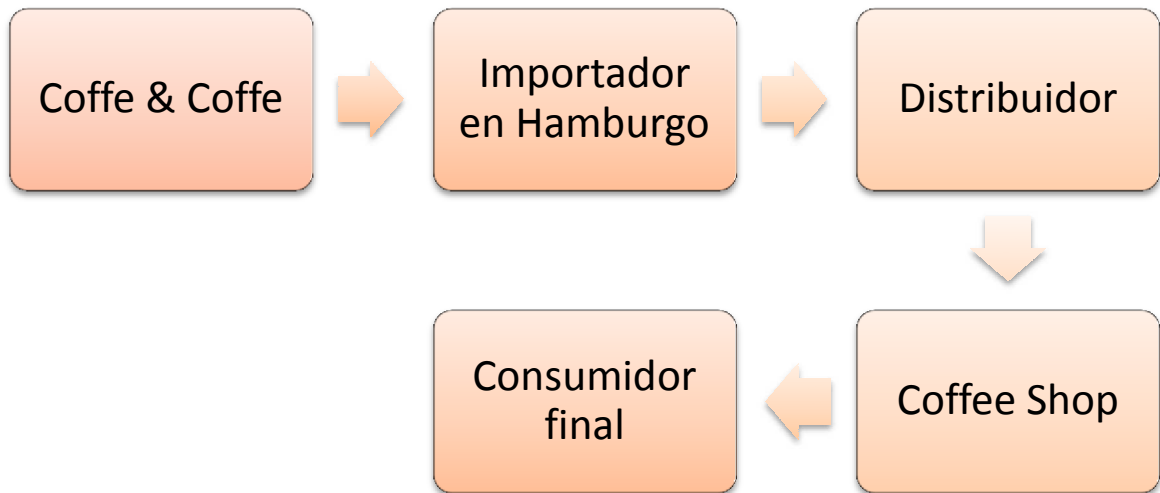 Coffe & Coffe
Importador
en Hamburgo
Distribuidor
Coffee Shop
Consumidor
final